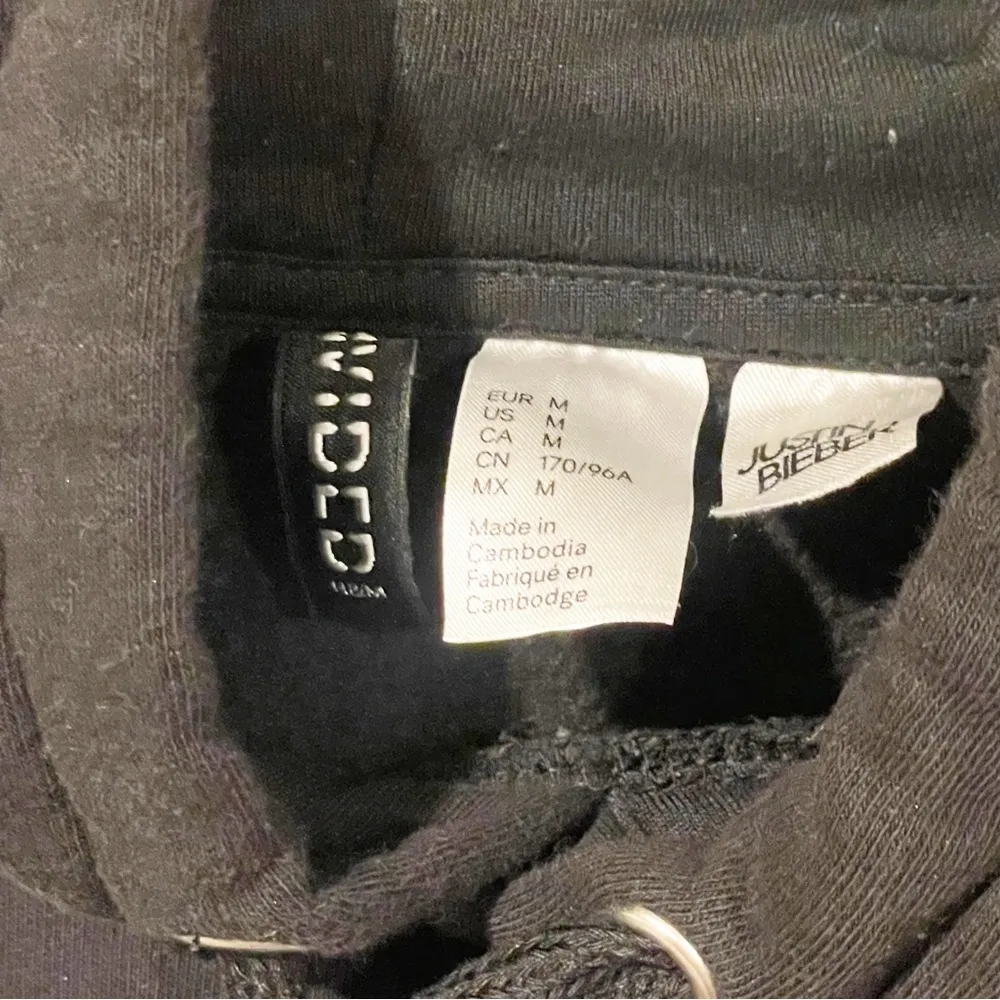 EUR M
US M
CA M
CN 170/96A
MX M
Made in
Cambodia
Fabriqué en
Cambodge
JUSTIN
BIEBER